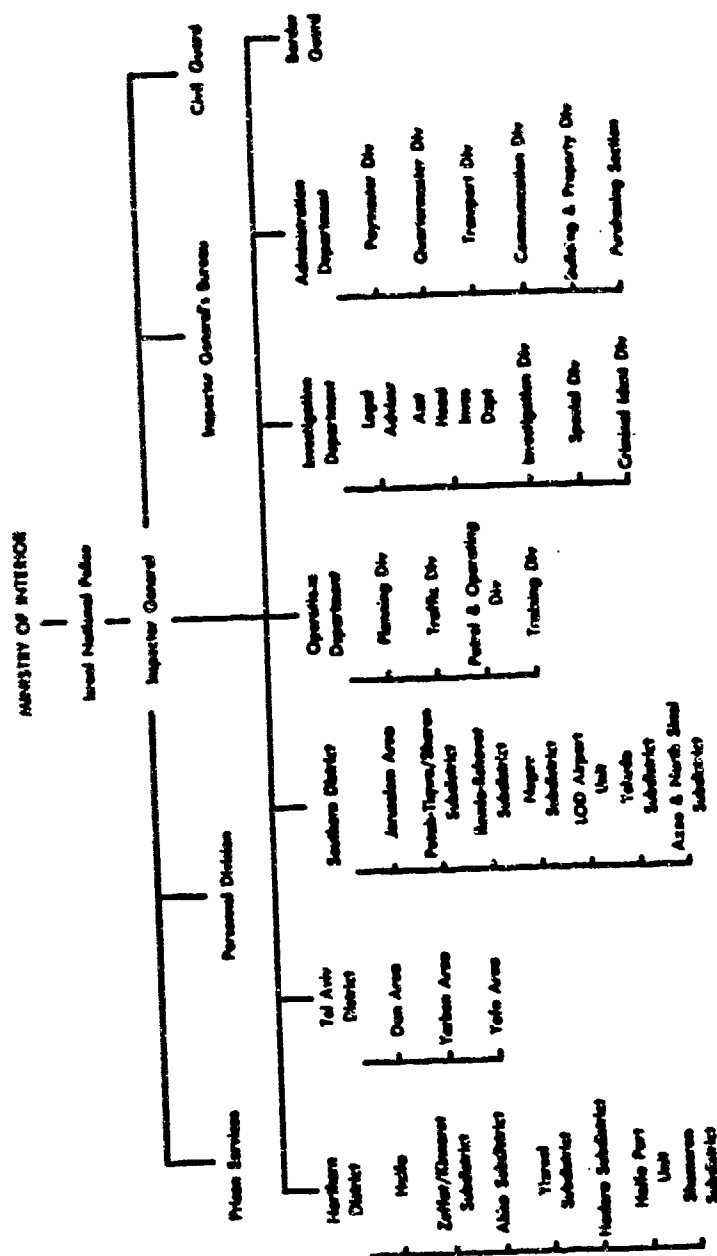 MINISTRY OF INTERIOR
Israel National Police
Inspector General
Prison Services
Personnel Division
Inspector General's Bureau
Civil Guard
Northern
District
Haifa
Zeffat/Kinneret
Subdistrict
Akko Subdistrict
Yizreel
Subdistrict
Hadera Subdistrict
Haifa Port
Unit
Shomeron
Subdistrict
Tel Aviv
District
Dan Area
Yarkon Area
Yafo Area
Southern District
Jerusalem Area
Petah-Tiqva/Sharon
Subdistrict
Ramla-Rehovot
Subdistrict
Negev
Subdistrict
LOD Airport
Unit
Yehuda
Subdistrict
Azza & North Sinai
Subdistrict
Operations
Department
Planning Div
Traffic Div
Patrol & Operating
Div
Training Div
Investigation
Department
Legal
Advisor
Asst
Head
Inves
Dept
Investigation Div
Special Div
Criminal Ident Div
Administration
Department
Paymaster Div
Quartermaster Div
Transport Div
Communication Div
Building & Property Div
Purchasing Section
Border
Guard